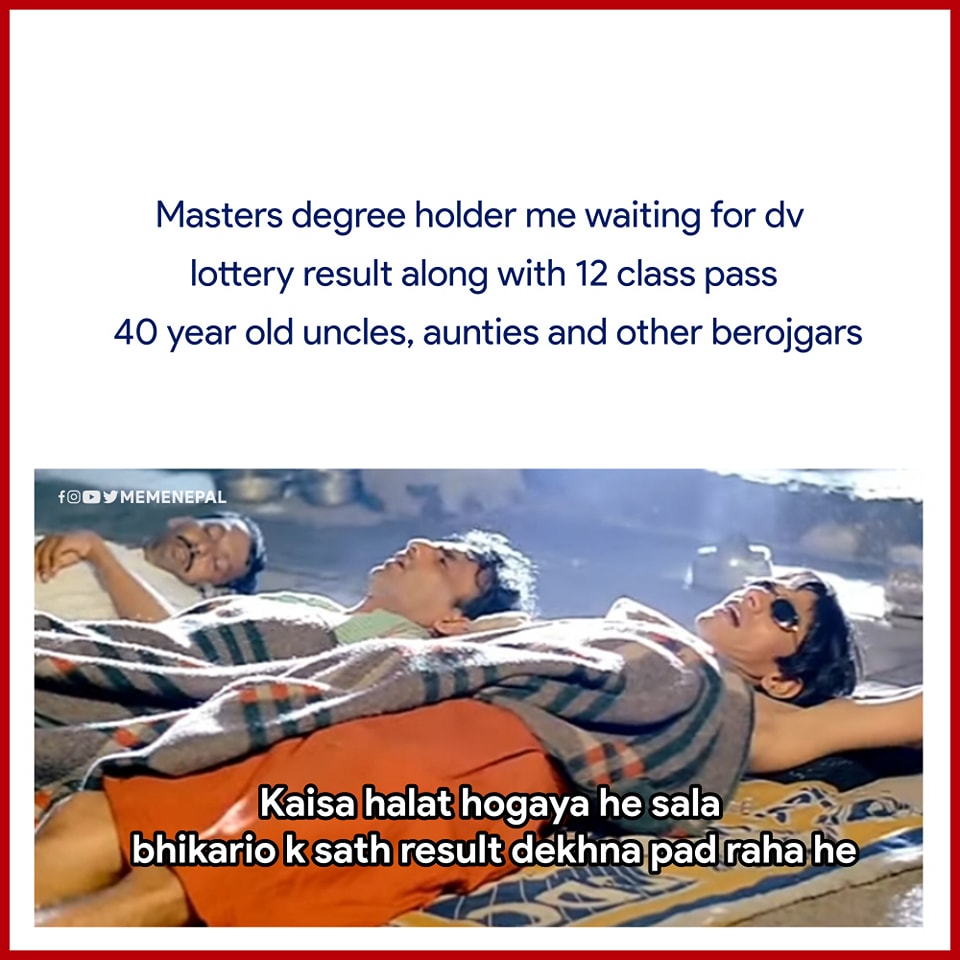 Masters degree holder me waiting for dv
lottery result along with 12 class pass
40 year old uncles, aunties and other berojgars
MEMENEPAL
Kaisa halat hogaya he sala
bhikario k sath result dekhna pad raha he